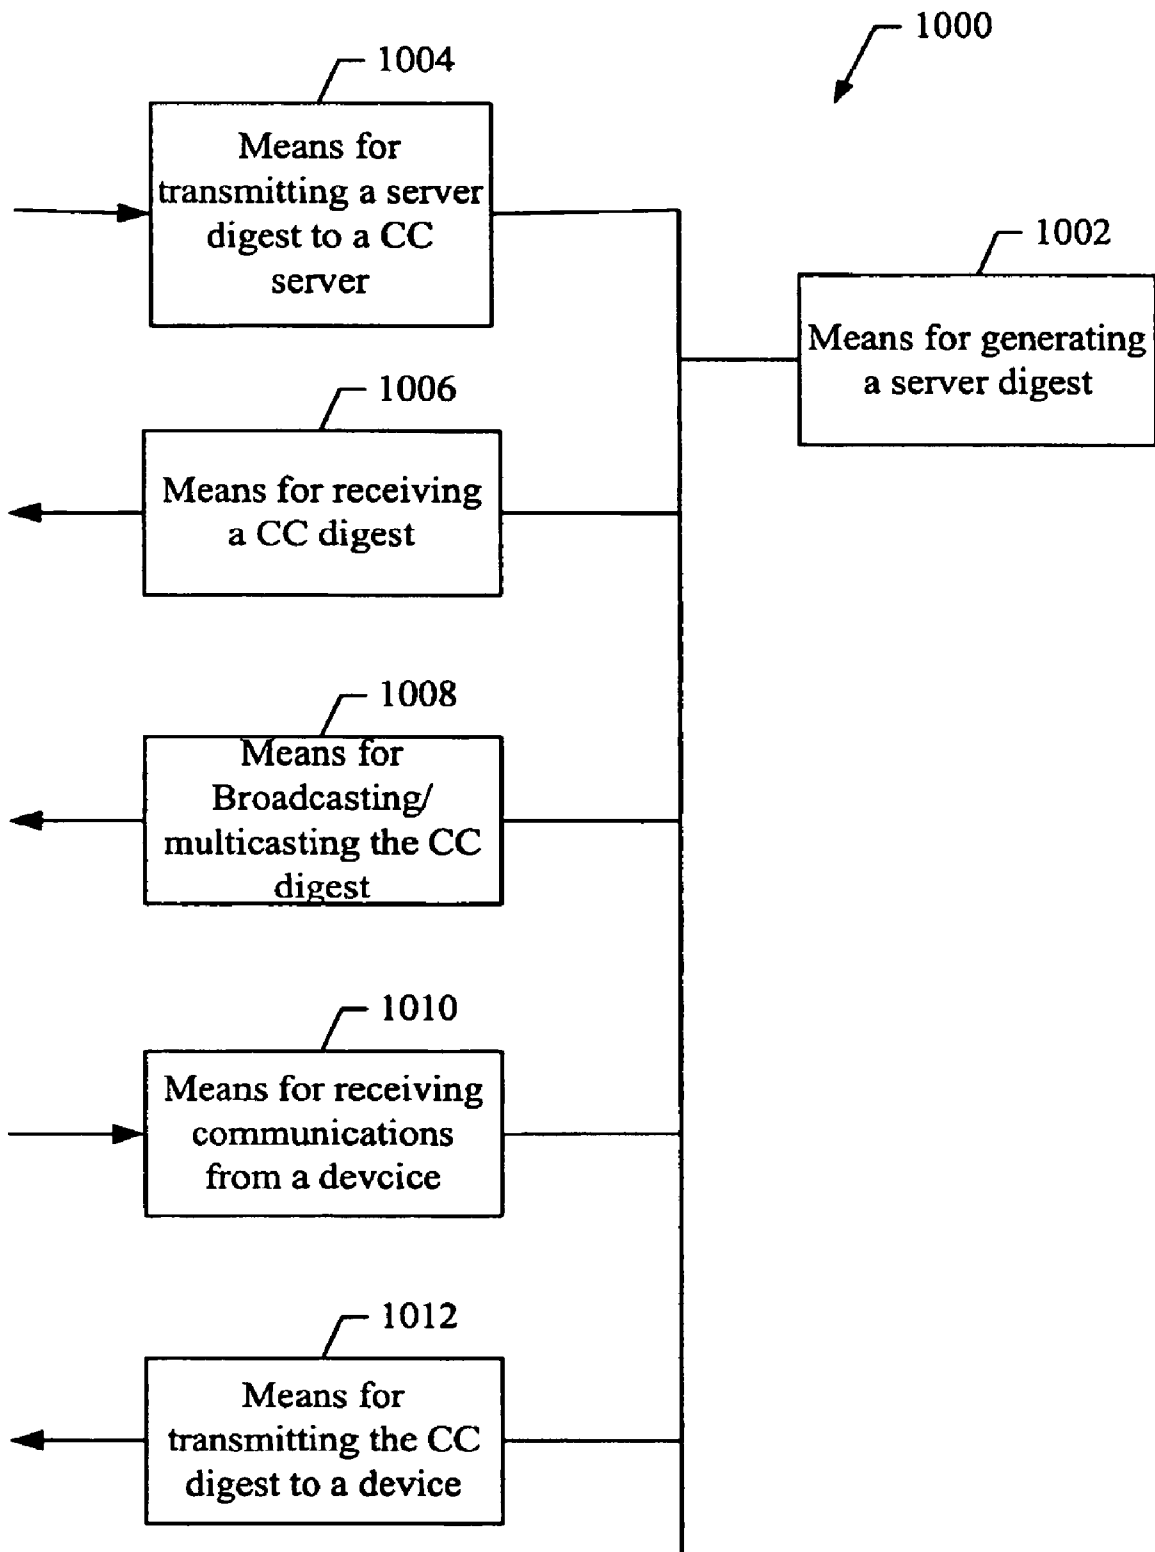 1000
1004
Means for
transmitting a server
digest to a CC
server
1002
Means for generating
a server digest
1006
Means for receiving
a CC digest
1008
Means for
Broadcasting/
multicasting the CC
digest
1010
Means for receiving
communications
from a devcice
1012
Means for
transmitting the CC
digest to a device